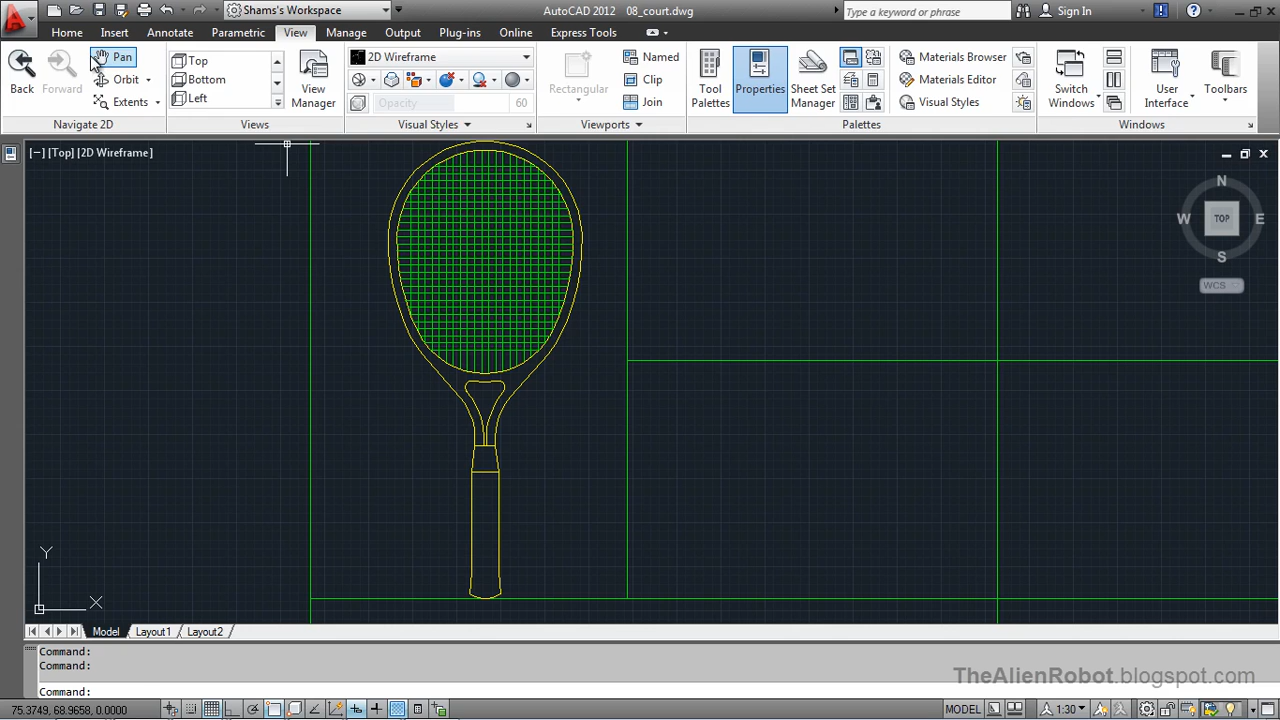 Shams's Workspace
AutoCAD 2012 08_court.dwg
Type a keyword or phrase
Sign In
Home Insert Annotate Parametric View Manage Output Plug-ins Online Express Tools
Back
Forward
Pan
Orbit
Extents
Navigate 2D
Top
Bottom
Left
View Manager
Views
2D Wireframe
Opacity 60
Visual Styles
Rectangular
Named
Clip
Join
Viewports
Tool Palettes
Properties
Sheet Set Manager
Materials Browser
Materials Editor
Visual Styles
Palettes
Switch Windows
User Interface
Toolbars
Windows
[−] [Top] [2D Wireframe]
N
W TOP E
S
WCS
Y
X
Model Layout1 Layout2
Command:
Command:
Command:
TheAlienRobot.blogspot.com
75.3749, 68.9658, 0.0000
MODEL
1:30